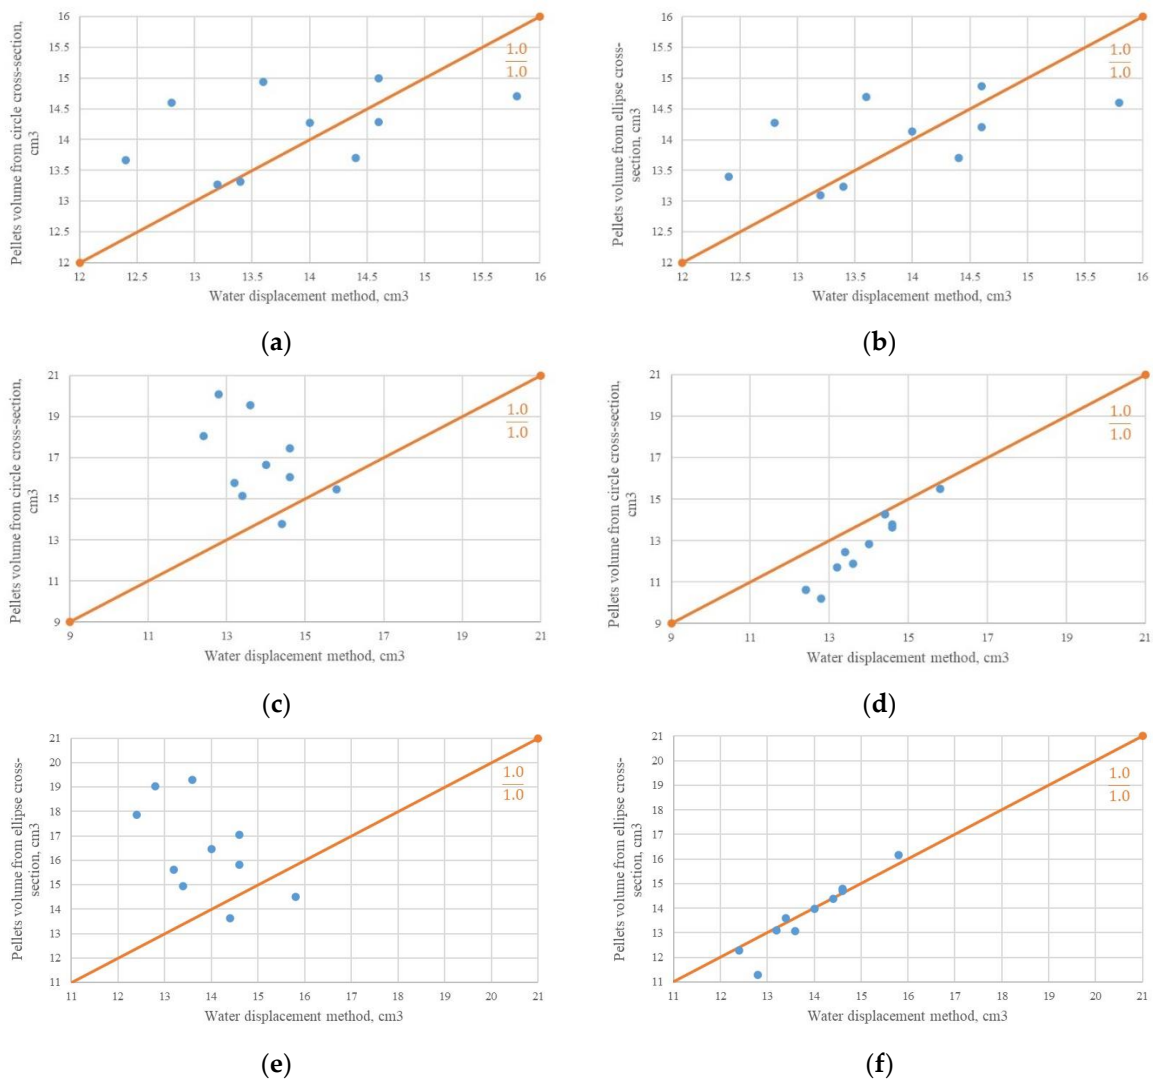 Pellets volume from circle cross-section,
cm3
16
15.5
15
14.5
14
13.5
13
12.5
12
1.0
1.0
12 12.5 13 13.5 14 14.5 15 15.5 16
Water displacement method, cm3
(a)
Pellets volume from ellipse cross-
section, cm3
16
15.5
15
14.5
14
13.5
13
12.5
12
1.0
1.0
12 12.5 13 13.5 14 14.5 15 15.5 16
Water displacement method, cm3
(b)
Pellets volume from circle cross-section,
cm3
21
19
17
15
13
11
9
1.0
1.0
9 11 13 15 17 19 21
Water displacement method, cm3
(c)
Pellets volume from circle cross-section,
cm3
21
19
17
15
13
11
9
1.0
1.0
9 11 13 15 17 19 21
Water displacement method, cm3
(d)
Pellets volume from ellipse cross-
section, cm3
21
20
19
18
17
16
15
14
13
12
11
1.0
1.0
11 12 13 14 15 16 17 18 19 20 21
Water displacement method, cm3
(e)
Pellets volume from ellipse cross-
section, cm3
21
20
19
18
17
16
15
14
13
12
11
1.0
1.0
11 12 13 14 15 16 17 18 19 20 21
Water displacement method, cm3
(f)